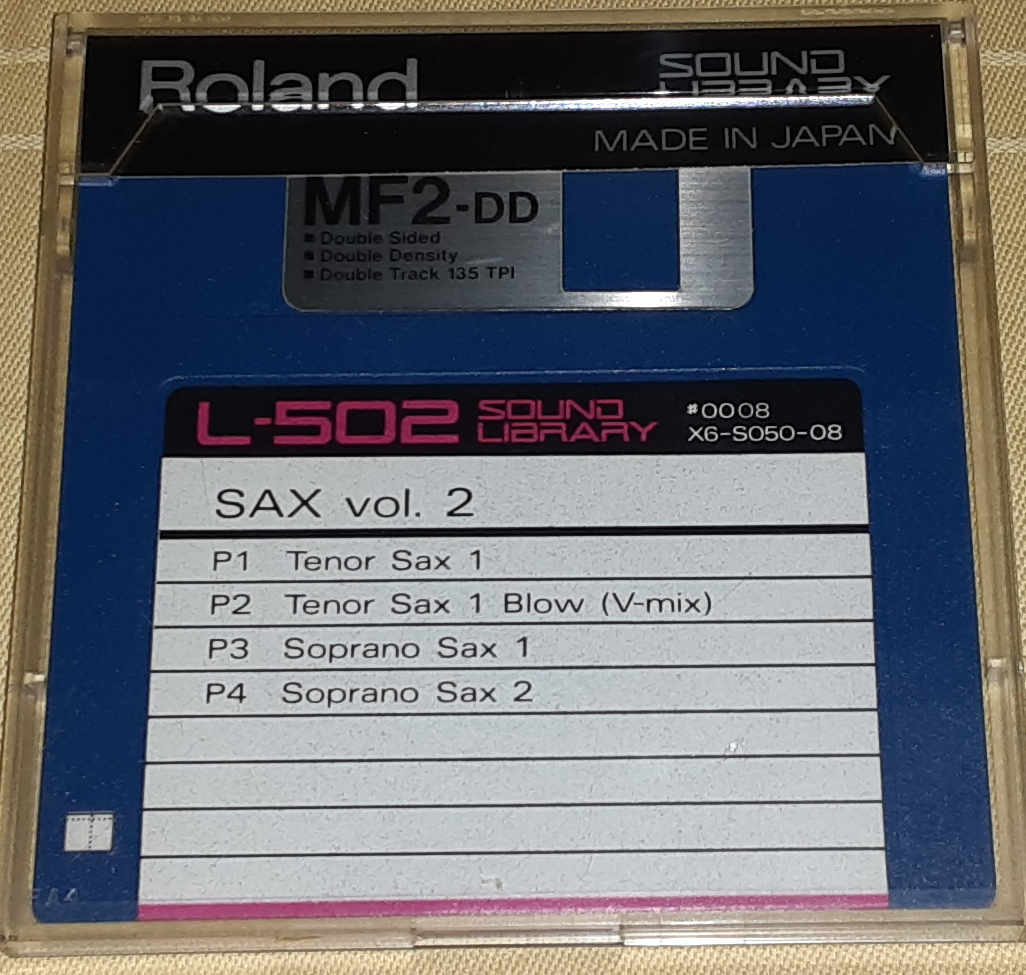 Roland
SOUND
LIBRARY
MADE IN JAPAN
MF2-DD
■ Double Sided
■ Double Density
■ Double Track 135 TPI
L-502 SOUND LIBRARY
#0008
X6-S050-08
SAX vol. 2
P1 Tenor Sax 1
P2 Tenor Sax 1 Blow (V-mix)
P3 Soprano Sax 1
P4 Soprano Sax 2